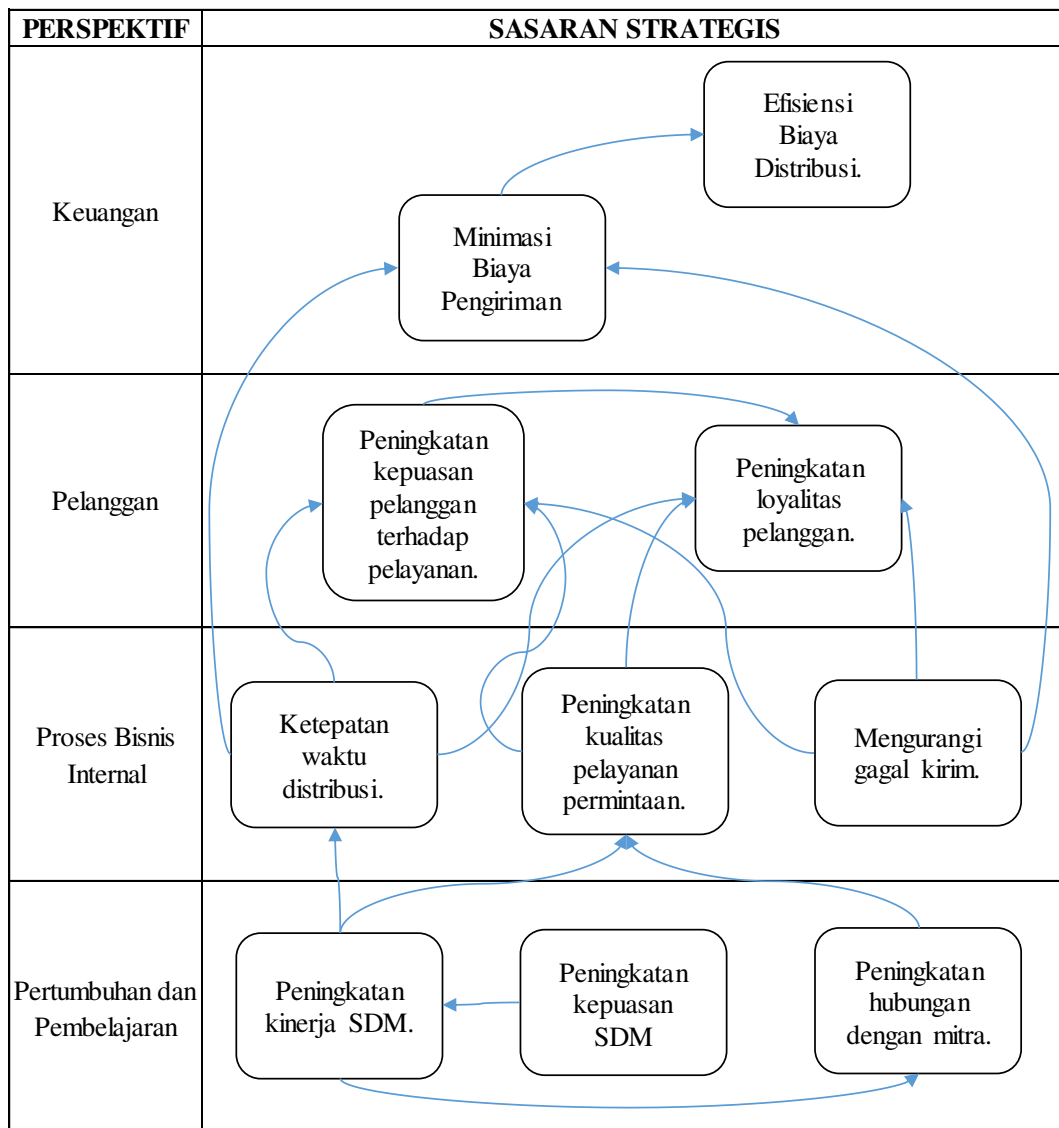 PERSPEKTIF
SASARAN STRATEGIS
Keuangan
Efisiensi
Biaya
Distribusi.
Minimasi
Biaya
Pengiriman
Pelanggan
Peningkatan
kepuasan
pelanggan
terhadap
pelayanan.
Peningkatan
loyalitas
pelanggan.
Proses Bisnis
Internal
Ketepatan
waktu
distribusi.
Peningkatan
kualitas
pelayanan
permintaan.
Mengurangi
gagal kirim.
Pertumbuhan dan
Pembelajaran
Peningkatan
kinerja SDM.
Peningkatan
kepuasan
SDM
Peningkatan
hubungan
dengan mitra.